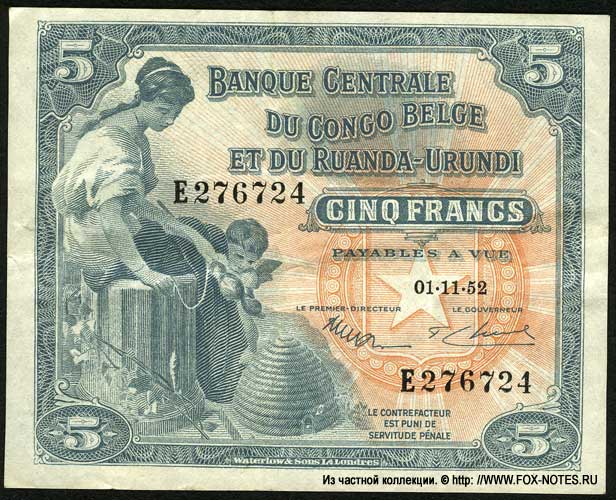 5 5
BANQUE CENTRALE
DU CONGO BELGE
ET DU RUANDA-URUNDI
E276724
CINQ FRANCS
PAYABLES A VUE
01·11·52
LE PREMIER-DIRECTEUR LE GOUVERNEUR
E276724
LE CONTREFACTEUR
EST PUNI DE
SERVITUDE PÉNALE
5 5
WATERLOW & SONS Ld LONDRES
Из частной коллекции. © http://WWW.FOX-NOTES.RU